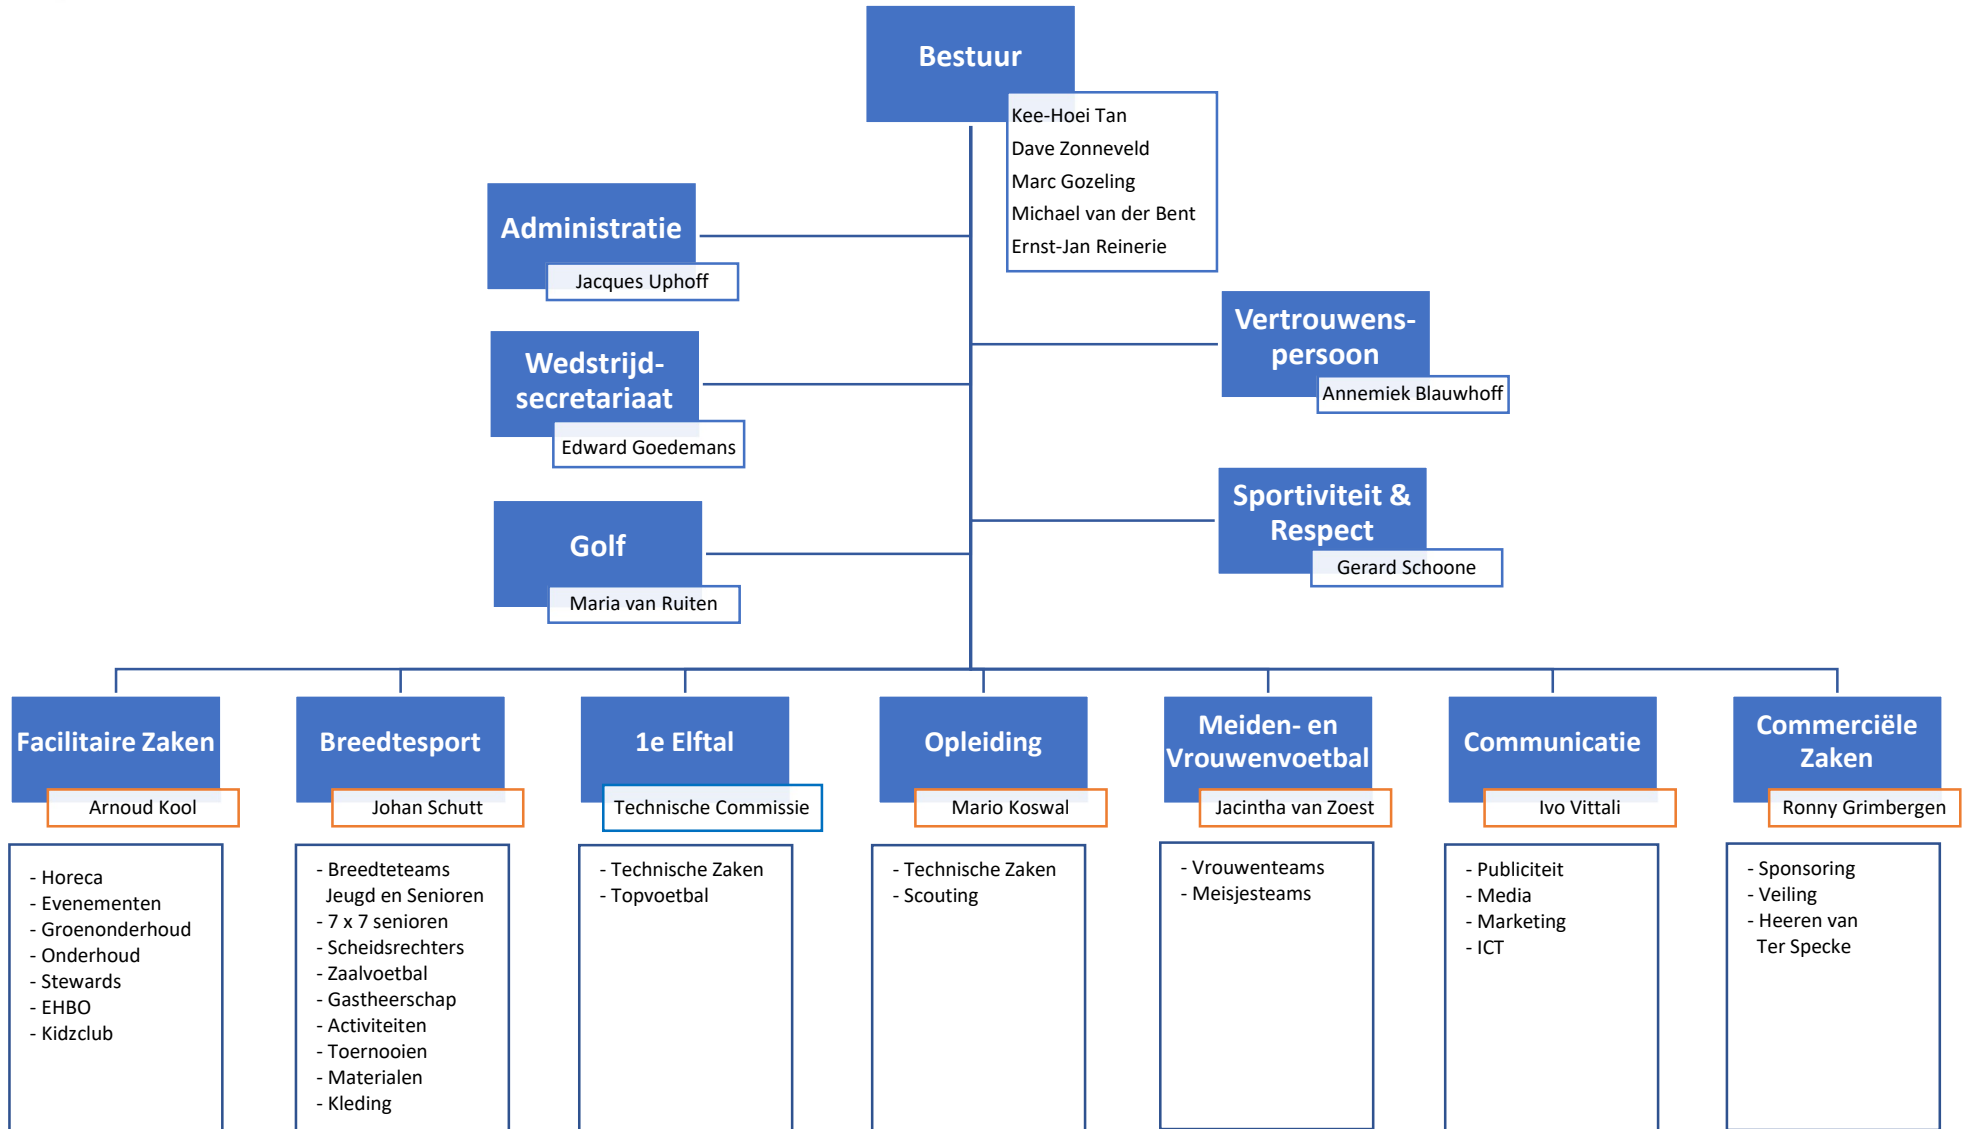 Bestuur
Kee-Hoei Tan
Dave Zonneveld
Marc Gozeling
Michael van der Bent
Ernst-Jan Reinerie
Administratie
Jacques Uphoff
Vertrouwens-
persoon
Annemiek Blauwhoff
Wedstrijd-
secretariaat
Edward Goedemans
Sportiviteit &
Respect
Gerard Schoone
Golf
Maria van Ruiten
Facilitaire Zaken
Arnoud Kool
- Horeca
- Evenementen
- Groenonderhoud
- Onderhoud
- Stewards
- EHBO
- Kidzclub
Breedtesport
Johan Schutt
- Breedteteams
Jeugd en Senioren
- 7 x 7 senioren
- Scheidsrechters
- Zaalvoetbal
- Gastheerschap
- Activiteiten
- Toernooien
- Materialen
- Kleding
1e Elftal
Technische Commissie
- Technische Zaken
- Topvoetbal
Opleiding
Mario Koswal
- Technische Zaken
- Scouting
Meiden- en
Vrouwenvoetbal
Jacintha van Zoest
- Vrouwenteams
- Meisjesteams
Communicatie
Ivo Vittali
- Publiciteit
- Media
- Marketing
- ICT
Commerciële
Zaken
Ronny Grimbergen
- Sponsoring
- Veiling
- Heeren van
Ter Specke